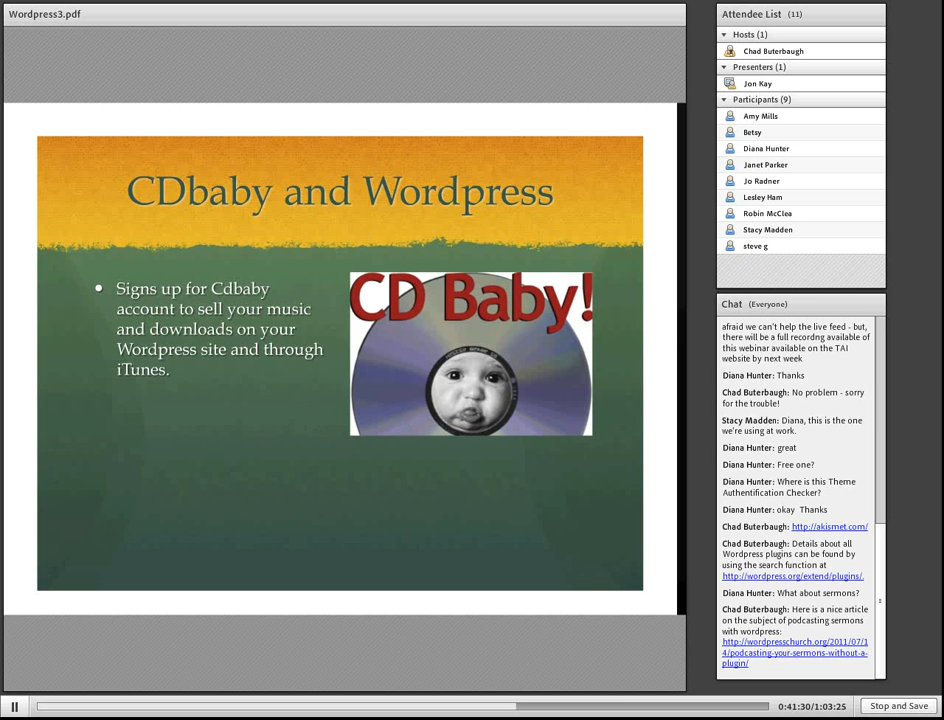 Wordpress3.pdf
CDbaby and Wordpress
• Signs up for Cdbaby
account to sell your music
and downloads on your
Wordpress site and through
iTunes.
CD Baby!
Attendee List (11)
Hosts (1)
Chad Buterbaugh
Presenters (1)
Jon Kay
Participants (9)
Amy Mills
Betsy
Diana Hunter
Janet Parker
Jo Radner
Lesley Ham
Robin McClea
Stacy Madden
steve g
Chat (Everyone)
afraid we can't help the live feed - but,
there will be a full recordng available of
this webinar available on the TAI
website by next week
Diana Hunter: Thanks
Chad Buterbaugh: No problem - sorry
for the trouble!
Stacy Madden: Diana, this is the one
we're using at work.
Diana Hunter: great
Diana Hunter: Free one?
Diana Hunter: Where is this Theme
Authentification Checker?
Diana Hunter: okay Thanks
Chad Buterbaugh: http://akismet.com/
Chad Buterbaugh: Details about all
Wordpress plugins can be found by
using the search function at
http://wordpress.org/extend/plugins/.
Diana Hunter: What about sermons?
Chad Buterbaugh: Here is a nice article
on the subject of podcasting sermons
with wordpress:
http://wordpresschurch.org/2011/07/1
4/podcasting-your-sermons-without-a-
plugin/
0:41:30/1:03:25
Stop and Save